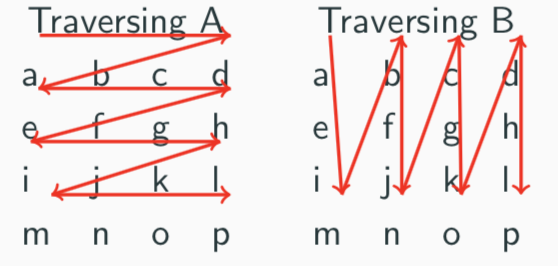 Traversing A
a b c d
e f g h
i j k l
m n o p
Traversing B
a b c d
e f g h
i j k l
m n o p